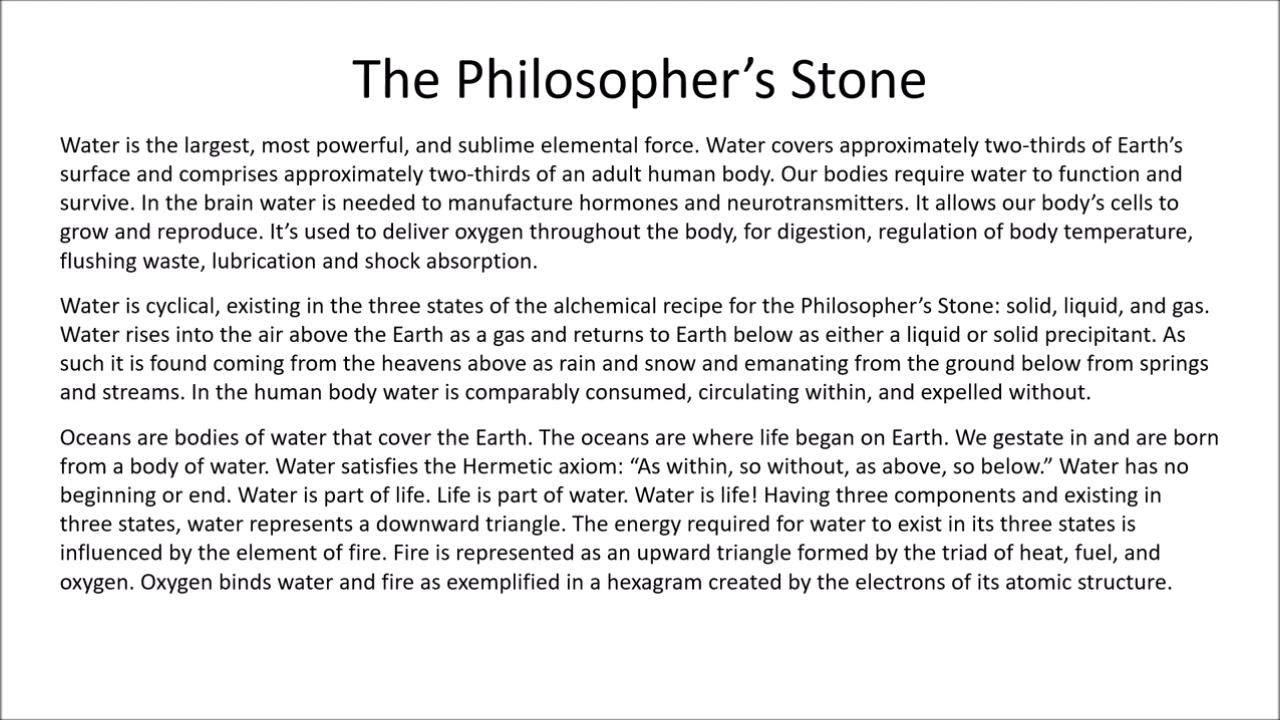 The Philosopher’s Stone
Water is the largest, most powerful, and sublime elemental force. Water covers approximately two-thirds of Earth’s
surface and comprises approximately two-thirds of an adult human body. Our bodies require water to function and
survive. In the brain water is needed to manufacture hormones and neurotransmitters. It allows our body’s cells to
grow and reproduce. It’s used to deliver oxygen throughout the body, for digestion, regulation of body temperature,
flushing waste, lubrication and shock absorption.
Water is cyclical, existing in the three states of the alchemical recipe for the Philosopher’s Stone: solid, liquid, and gas.
Water rises into the air above the Earth as a gas and returns to Earth below as either a liquid or solid precipitant. As
such it is found coming from the heavens above as rain and snow and emanating from the ground below from springs
and streams. In the human body water is comparably consumed, circulating within, and expelled without.
Oceans are bodies of water that cover the Earth. The oceans are where life began on Earth. We gestate in and are born
from a body of water. Water satisfies the Hermetic axiom: “As within, so without, as above, so below.” Water has no
beginning or end. Water is part of life. Life is part of water. Water is life! Having three components and existing in
three states, water represents a downward triangle. The energy required for water to exist in its three states is
influenced by the element of fire. Fire is represented as an upward triangle formed by the triad of heat, fuel, and
oxygen. Oxygen binds water and fire as exemplified in a hexagram created by the electrons of its atomic structure.